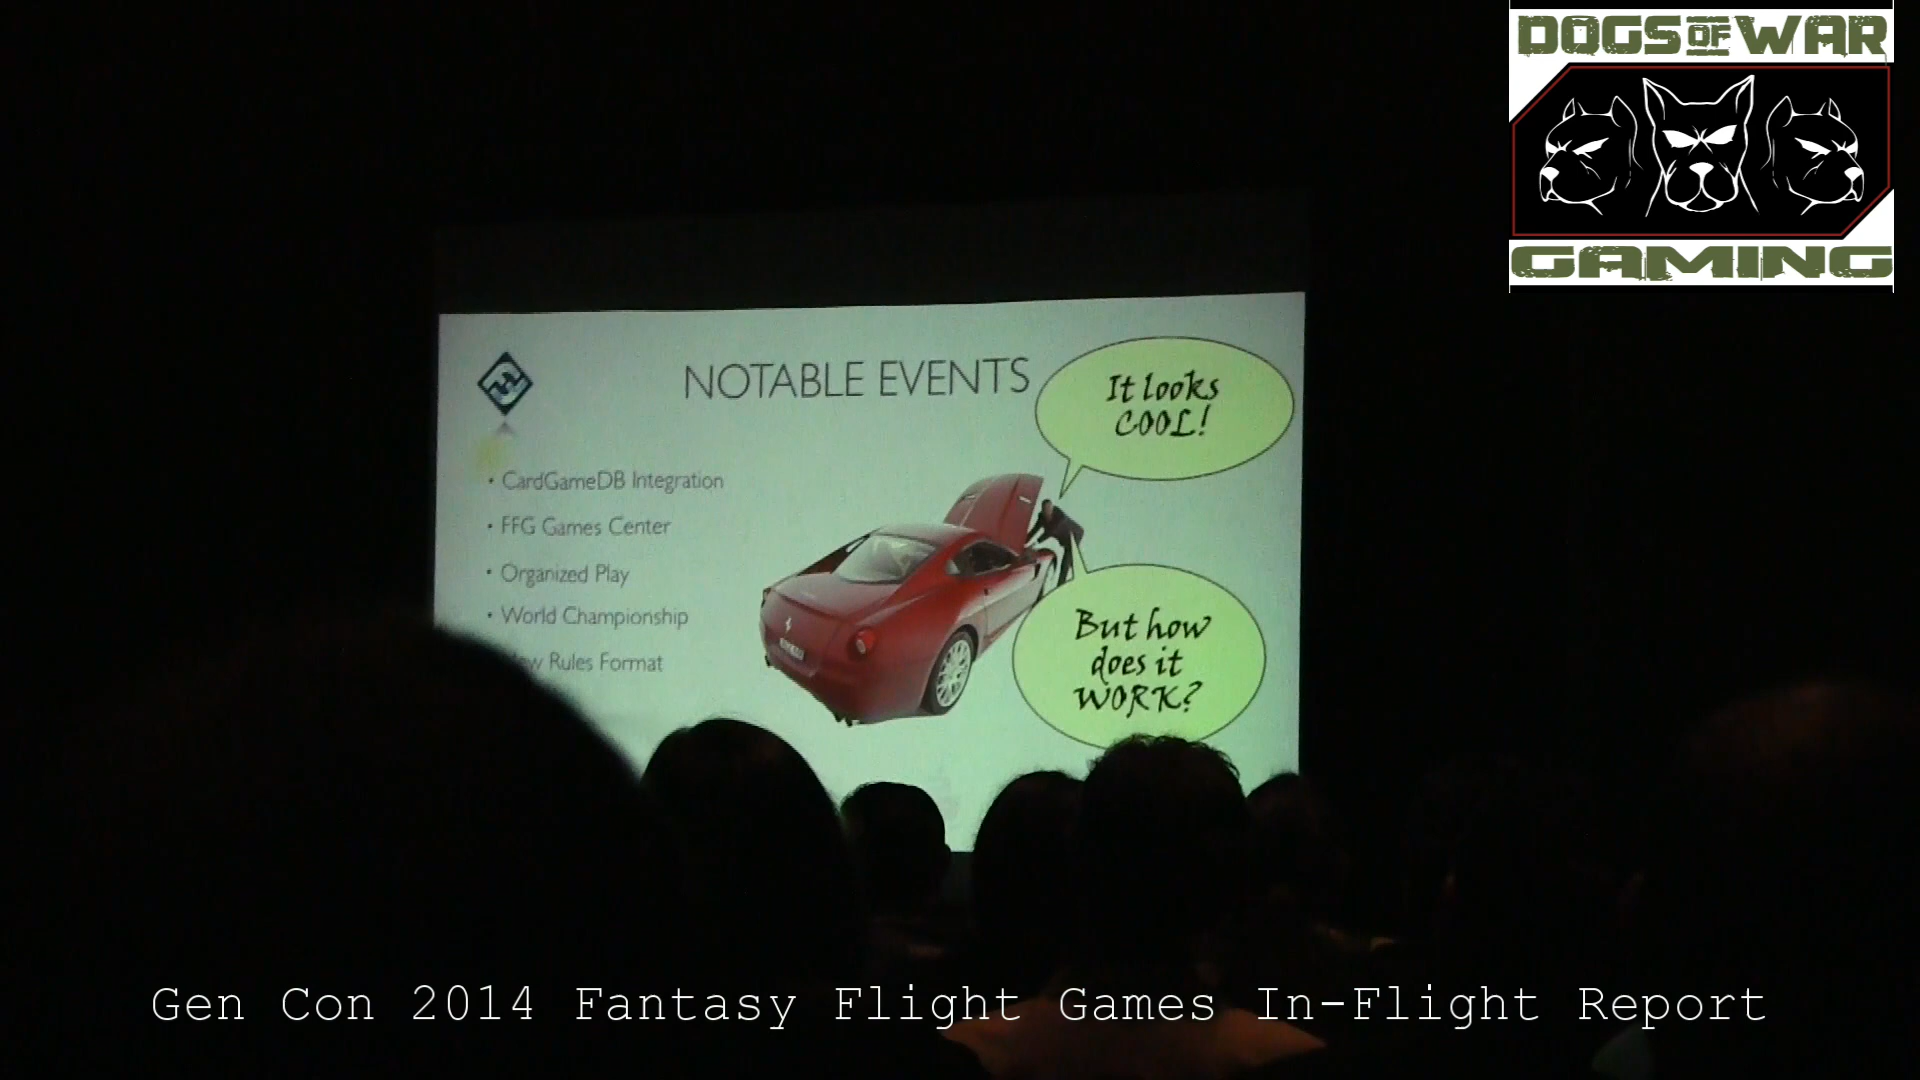 DOGS OF WAR
GAMING
NOTABLE EVENTS
It looks
COOL!
• CardGameDB Integration
• FFG Games Center
• Organized Play
• World Championship
Rules Format
But how
does it
WORK?
Gen Con 2014 Fantasy Flight Games In-Flight Report